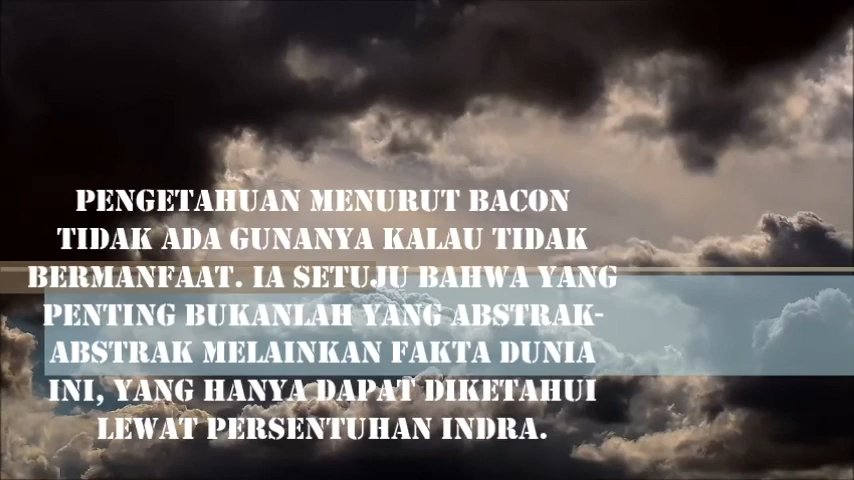 PENGETAHUAN MENURUT BACON
TIDAK ADA GUNANYA KALAU TIDAK
BERMANFAAT. IA SETUJU BAHWA YANG
PENTING BUKANLAH YANG ABSTRAK-
ABSTRAK MELAINKAN FAKTA DUNIA
INI, YANG HANYA DAPAT DIKETAHUI
LEWAT PERSENTUHAN INDRA.